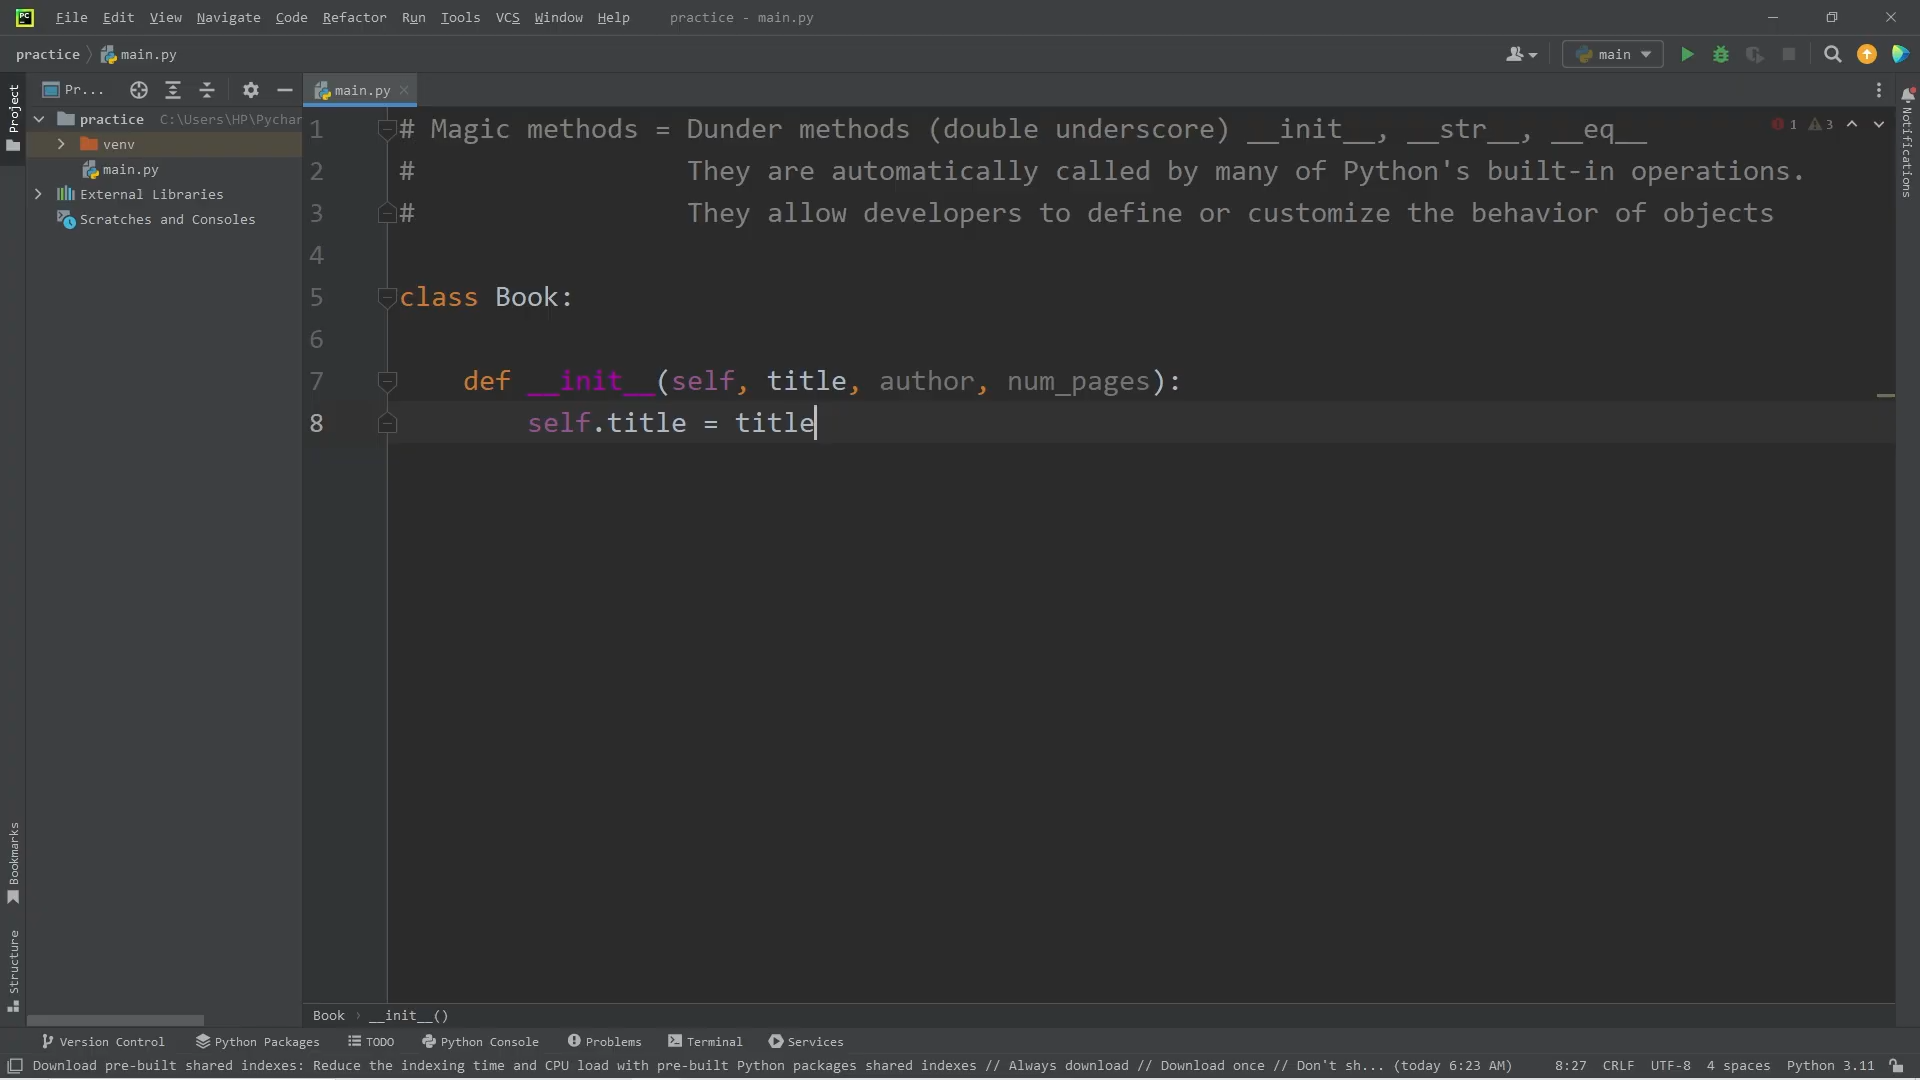 File Edit View Navigate Code Refactor Run Tools VCS Window Help practice - main.py
practice main.py main
Pr... main.py
Project
practice C:\Users\HP\Pychar
venv
main.py
External Libraries
Scratches and Consoles
1 # Magic methods = Dunder methods (double underscore) __init__, __str__, __eq__
2 # They are automatically called by many of Python's built-in operations.
3 # They allow developers to define or customize the behavior of objects
4
5 class Book:
6
7 def __init__(self, title, author, num_pages):
8 self.title = title
1 3
Notifications
Bookmarks
Structure
Book __init__()
Version Control Python Packages TODO Python Console Problems Terminal Services
Download pre-built shared indexes: Reduce the indexing time and CPU load with pre-built Python packages shared indexes // Always download // Download once // Don't sh... (today 6:23 AM) 8:27 CRLF UTF-8 4 spaces Python 3.11